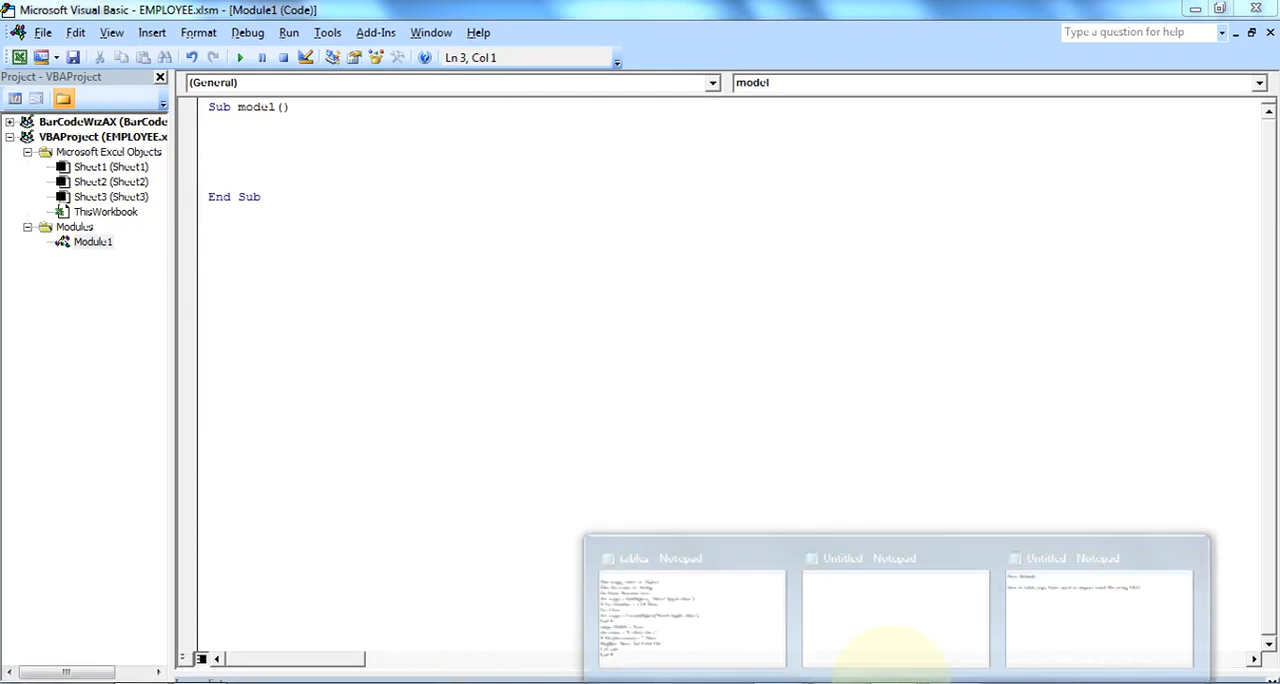 Microsoft Visual Basic - EMPLOYEE.xlsm - [Module1 (Code)]
File Edit View Insert Format Debug Run Tools Add-Ins Window Help
Type a question for help
Ln 3, Col 1
Project - VBAProject
(General)
model
BarCodeWizAX (BarCode
VBAProject (EMPLOYEE.x
Microsoft Excel Objects
Sheet1 (Sheet1)
Sheet2 (Sheet2)
Sheet3 (Sheet3)
ThisWorkbook
Modules
Module1
Sub model()
End Sub
tables Notepad
Untitled Notepad
Untitled Notepad